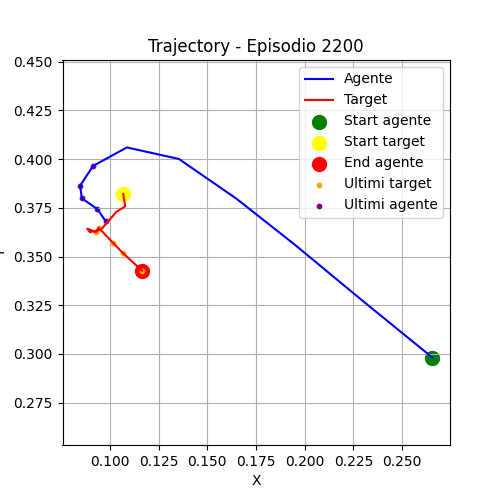 Trajectory - Episodio 2200
Agente
Target
Start agente
Start target
End agente
Ultimi target
Ultimi agente
0.450
0.425
0.400
0.375
0.350
0.325
0.300
0.275
0.100 0.125 0.150 0.175 0.200 0.225 0.250
X